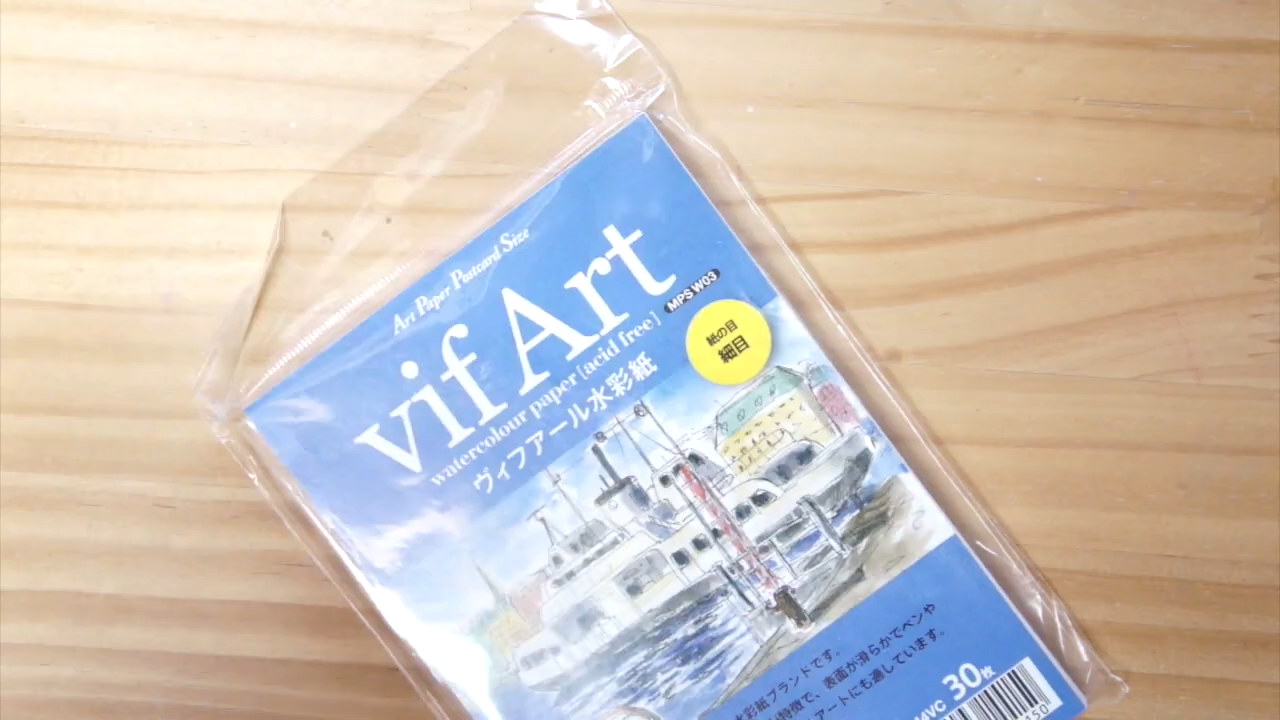 Art Paper Postcard Size
vif Art
MPS W03
watercolour paper [acid free]
ヴィフアール水彩紙
紙の目
細目
水彩紙ブランドです。
特徴で、表面が滑らかでペンや
アートにも適しています。
4VC 30枚